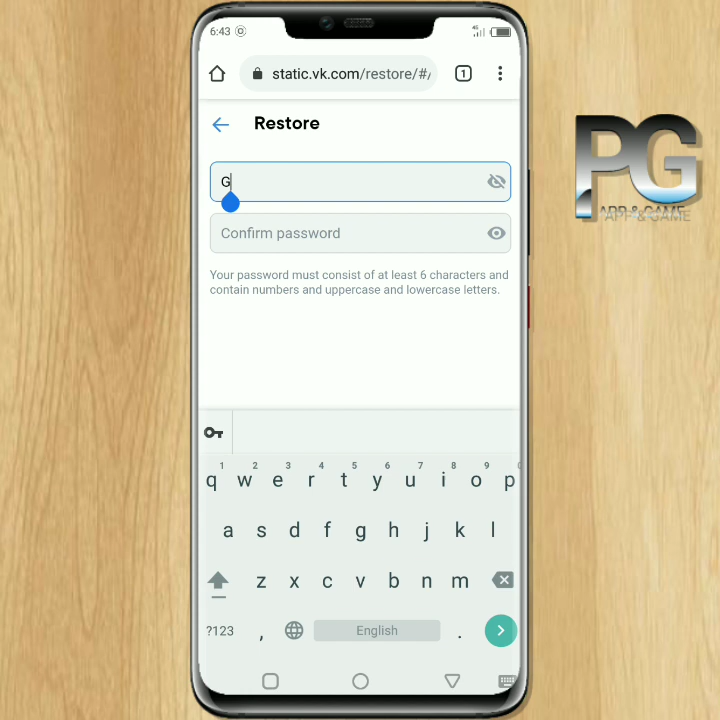 6:43
4G
static.vk.com/restore/#/
1
Restore
G
Confirm password
Your password must consist of at least 6 characters and
contain numbers and uppercase and lowercase letters.
1 2 3 4 5 6 7 8 9 0
q w e r t y u i o p
a s d f g h j k l
z x c v b n m
?123 , English .
PG
APP & GAME